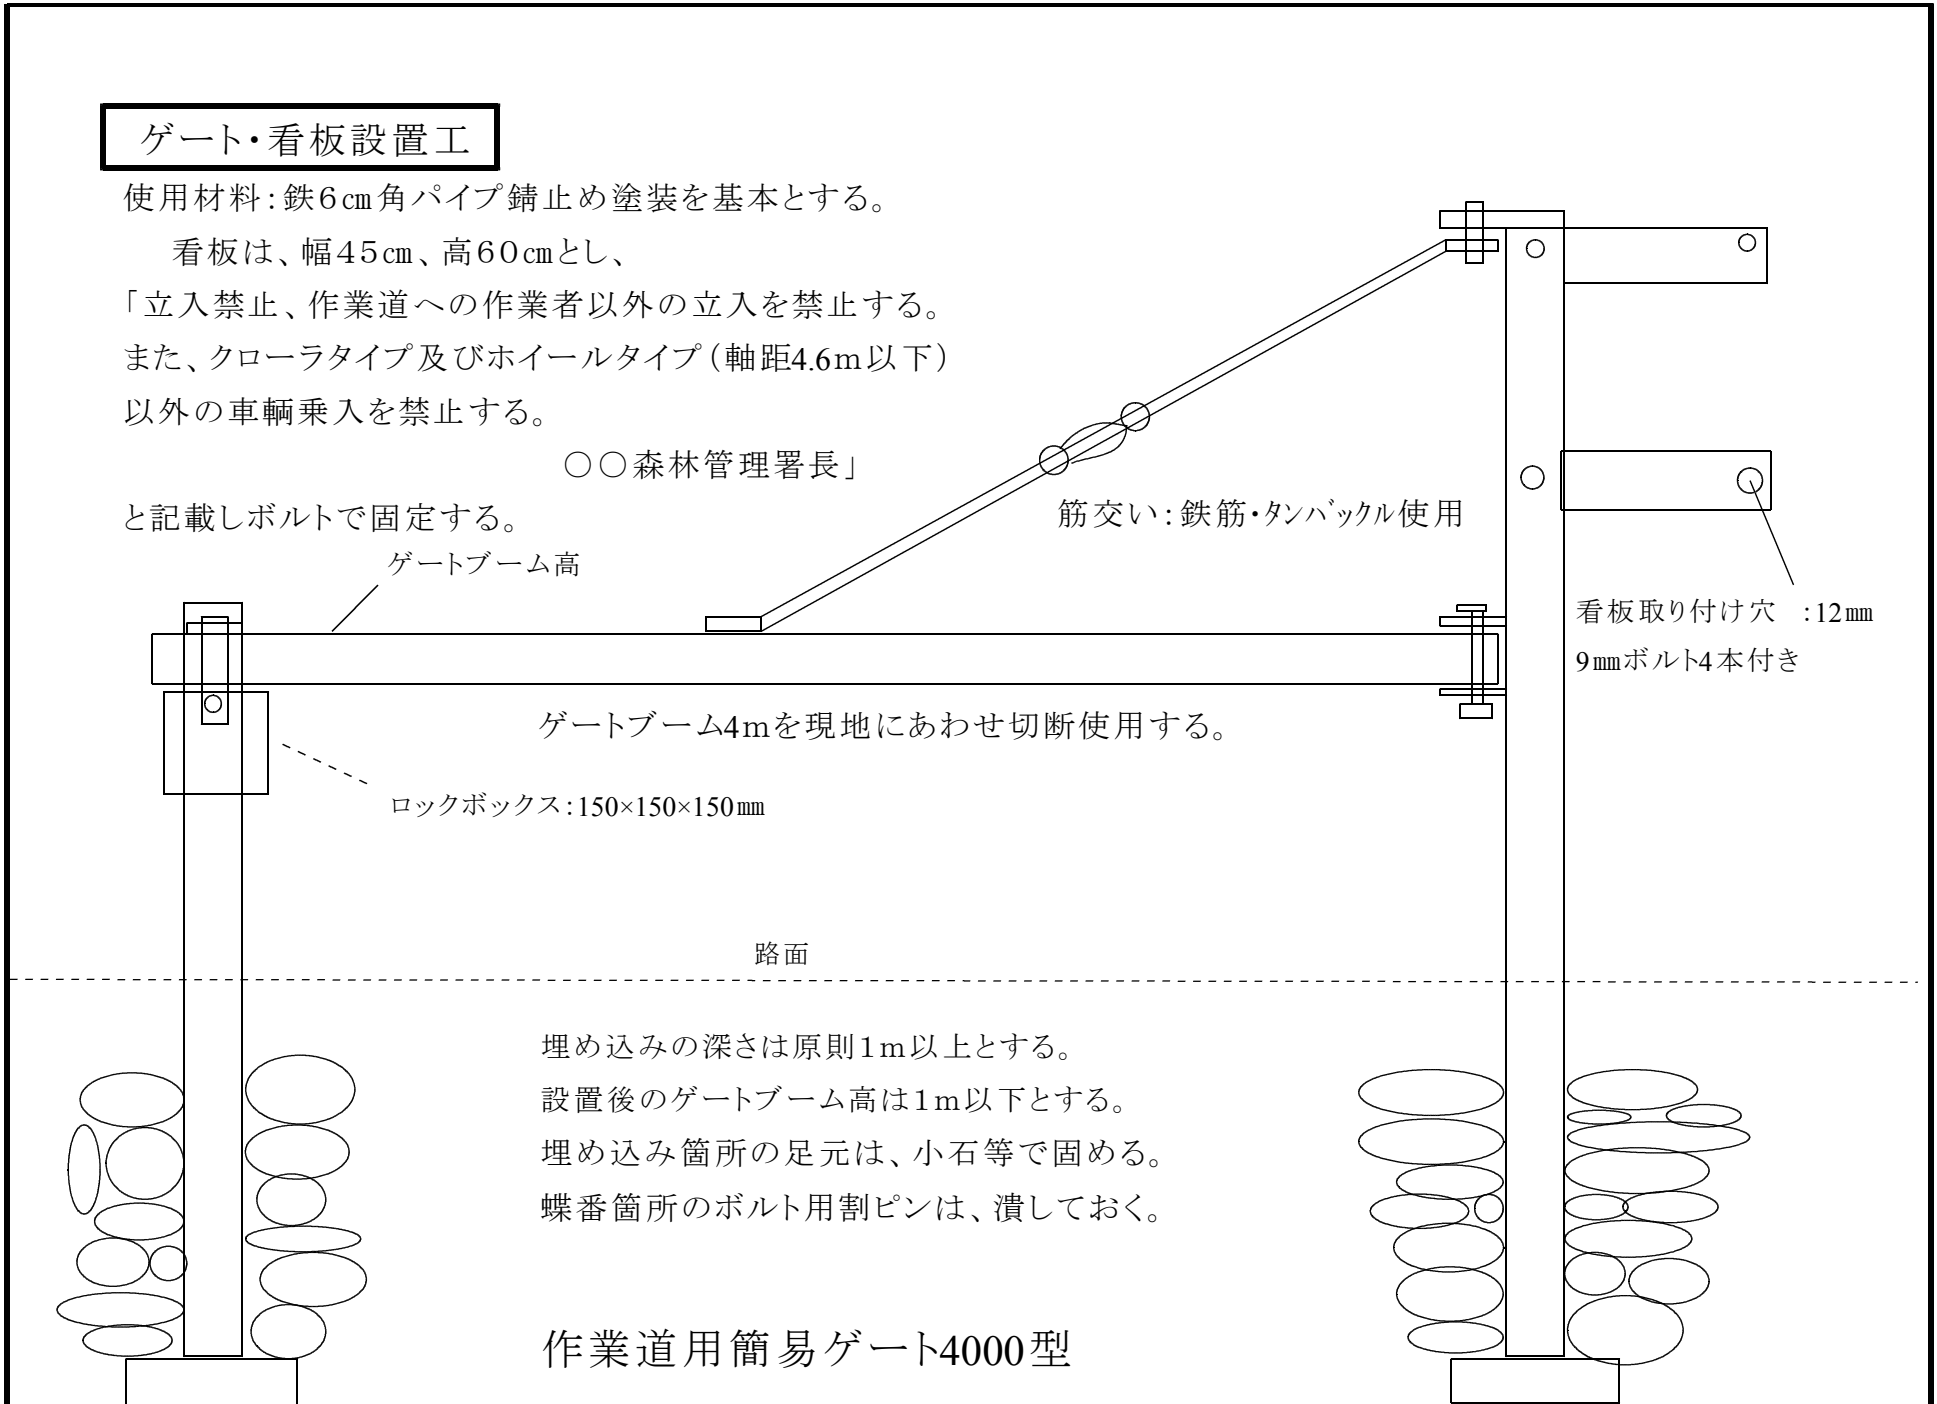 ゲート・看板設置工
使用材料：鉄６㎝角パイプ錆止め塗装を基本とする。
看板は、幅４５㎝、高６０㎝とし、
「立入禁止、作業道への作業者以外の立入を禁止する。
また、クローラタイプ及びホイールタイプ（軸距4.6ｍ以下）
以外の車輌乗入を禁止する。
○○森林管理署長」
と記載しボルトで固定する。
筋交い：鉄筋・タンバックル使用
ゲートブーム高
看板取り付け穴　：12㎜
9㎜ボルト4本付き
ゲートブーム4ｍを現地にあわせ切断使用する。
ロックボックス：150×150×150㎜
路面
埋め込みの深さは原則１ｍ以上とする。
設置後のゲートブーム高は１ｍ以下とする。
埋め込み箇所の足元は、小石等で固める。
蝶番箇所のボルト用割ピンは、潰しておく。
作業道用簡易ゲート4000型